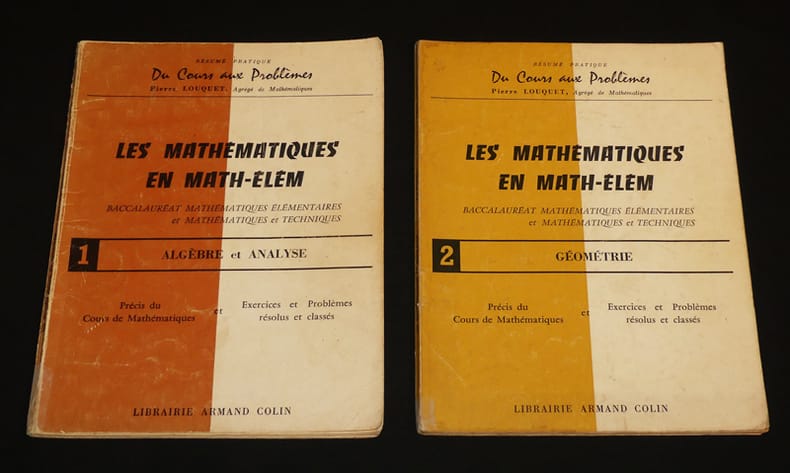 RÉSUMÉ PRATIQUE
Du Cours aux Problèmes
Pierre LOUQUET, Agrégé de Mathématiques
LES MATHÉMATIQUES
EN MATH-ÉLÉM
BACCALAURÉAT MATHÉMATIQUES ÉLÉMENTAIRES
et MATHÉMATIQUES et TECHNIQUES
1 ALGÈBRE et ANALYSE
Précis du
Cours de Mathématiques
et
Exercices et Problèmes
résolus et classés
LIBRAIRIE ARMAND COLIN
RÉSUMÉ PRATIQUE
Du Cours aux Problèmes
Pierre LOUQUET, Agrégé de Mathématiques
LES MATHÉMATIQUES
EN MATH-ÉLÉM
BACCALAURÉAT MATHÉMATIQUES ÉLÉMENTAIRES
et MATHÉMATIQUES et TECHNIQUES
2 GÉOMÉTRIE
Précis du
Cours de Mathématiques
et
Exercices et Problèmes
résolus et classés
LIBRAIRIE ARMAND COLIN